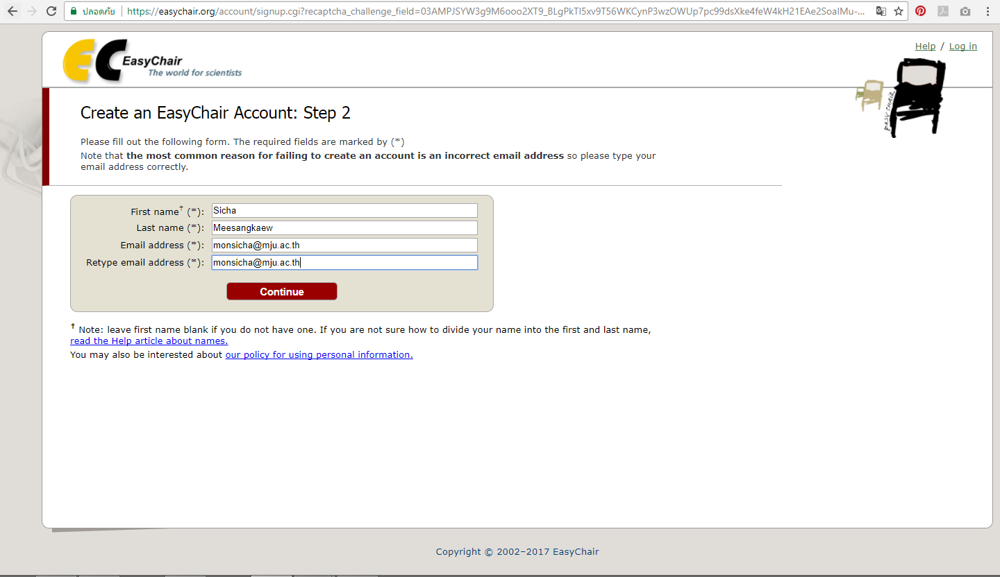 ปลอดภัย https://easychair.org/account/signup.cgi?recaptcha_challenge_field=03AMPJSYW3g9M6ooo2XT9_BLgPkTI5xv9T56WKCynP3wzOWUp7pc99dsXke4feW4kH21EAe2SoaIMu-...
Help / Log in
EC EasyChair
The world for scientists
EASY CHAIR
Create an EasyChair Account: Step 2
Please fill out the following form. The required fields are marked by (*)
Note that the most common reason for failing to create an account is an incorrect email address so please type your
email address correctly.
First name† (*): Sicha
Last name (*): Meesangkaew
Email address (*): monsicha@mju.ac.th
Retype email address (*): monsicha@mju.ac.th
Continue
† Note: leave first name blank if you do not have one. If you are not sure how to divide your name into the first and last name,
read the Help article about names.
You may also be interested about our policy for using personal information.
Copyright © 2002–2017 EasyChair